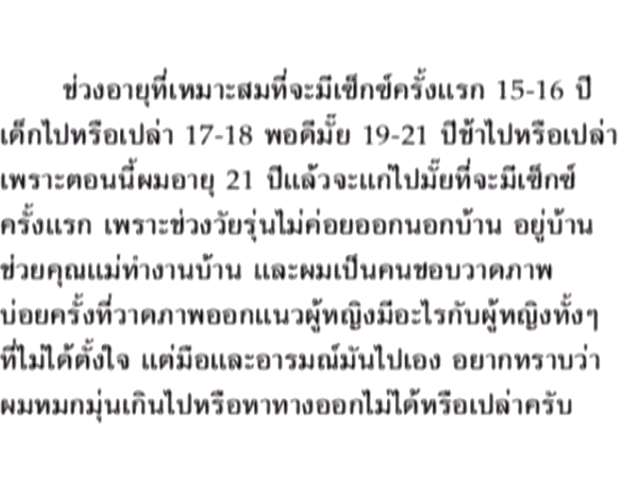 ช่วงอายุที่เหมาะสมที่จะมีเซ็กซ์ครั้งแรก 15-16 ปี
เด็กไปหรือเปล่า 17-18 พอดีมั๊ย 19-21 ปีช้าไปหรือเปล่า
เพราะตอนนี้ผมอายุ 21 ปีแล้วจะแก่ไปมั๊ยที่จะมีเซ็กซ์
ครั้งแรก เพราะช่วงวัยรุ่นไม่ค่อยออกนอกบ้าน อยู่บ้าน
ช่วยคุณแม่ทำงานบ้าน และผมเป็นคนชอบวาดภาพ
บ่อยครั้งที่วาดภาพออกแนวผู้หญิงมีอะไรกับผู้หญิงทั้งๆ
ที่ไม่ได้ตั้งใจ แต่มือและอารมณ์มันไปเอง อยากทราบว่า
ผมหมกมุ่นเกินไปหรือหาทางออกไม่ได้หรือเปล่าครับ